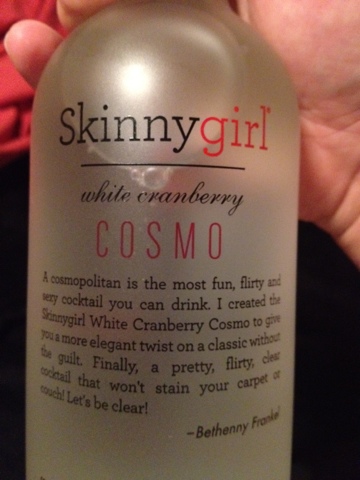 Skinnygirl
white cranberry
COSMO
A cosmopolitan is the most fun, flirty and
sexy cocktail you can drink. I created the
Skinnygirl White Cranberry Cosmo to give
you a more elegant twist on a classic without
the guilt. Finally, a pretty, flirty, clear
cocktail that won't stain your carpet or
couch! Let's be clear!
–Bethenny Frankel